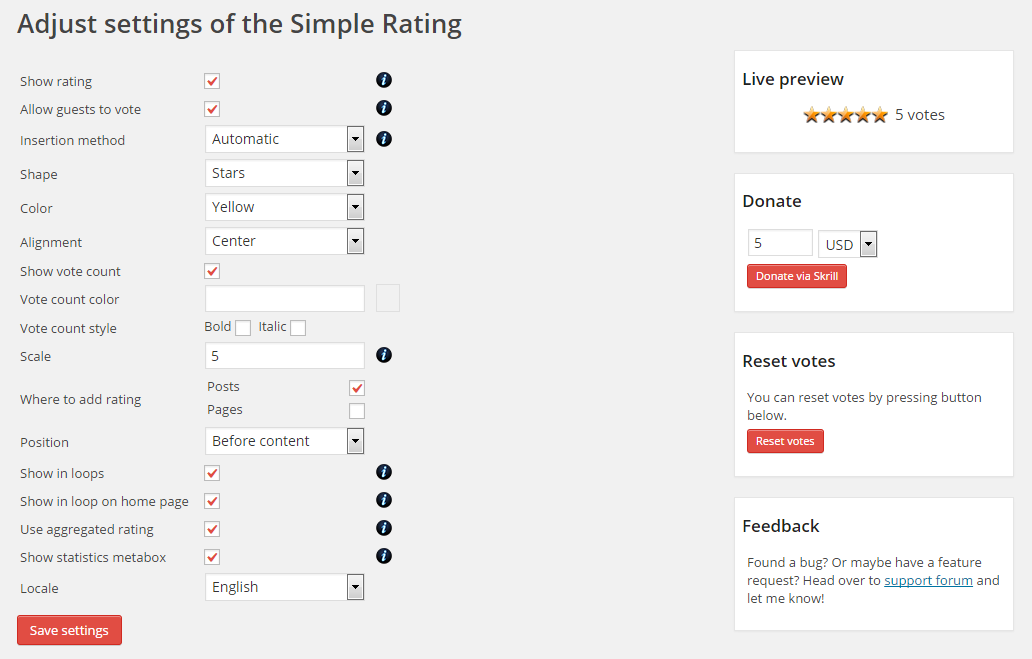 Adjust settings of the Simple Rating
Show rating
Allow guests to vote
Insertion method Automatic
Shape Stars
Color Yellow
Alignment Center
Show vote count
Vote count color
Vote count style Bold Italic
Scale 5
Where to add rating
Posts
Pages
Position Before content
Show in loops
Show in loop on home page
Use aggregated rating
Show statistics metabox
Locale English
Save settings
Live preview
5 votes
Donate
5 USD
Donate via Skrill
Reset votes
You can reset votes by pressing button
below.
Reset votes
Feedback
Found a bug? Or maybe have a feature
request? Head over to support forum and
let me know!